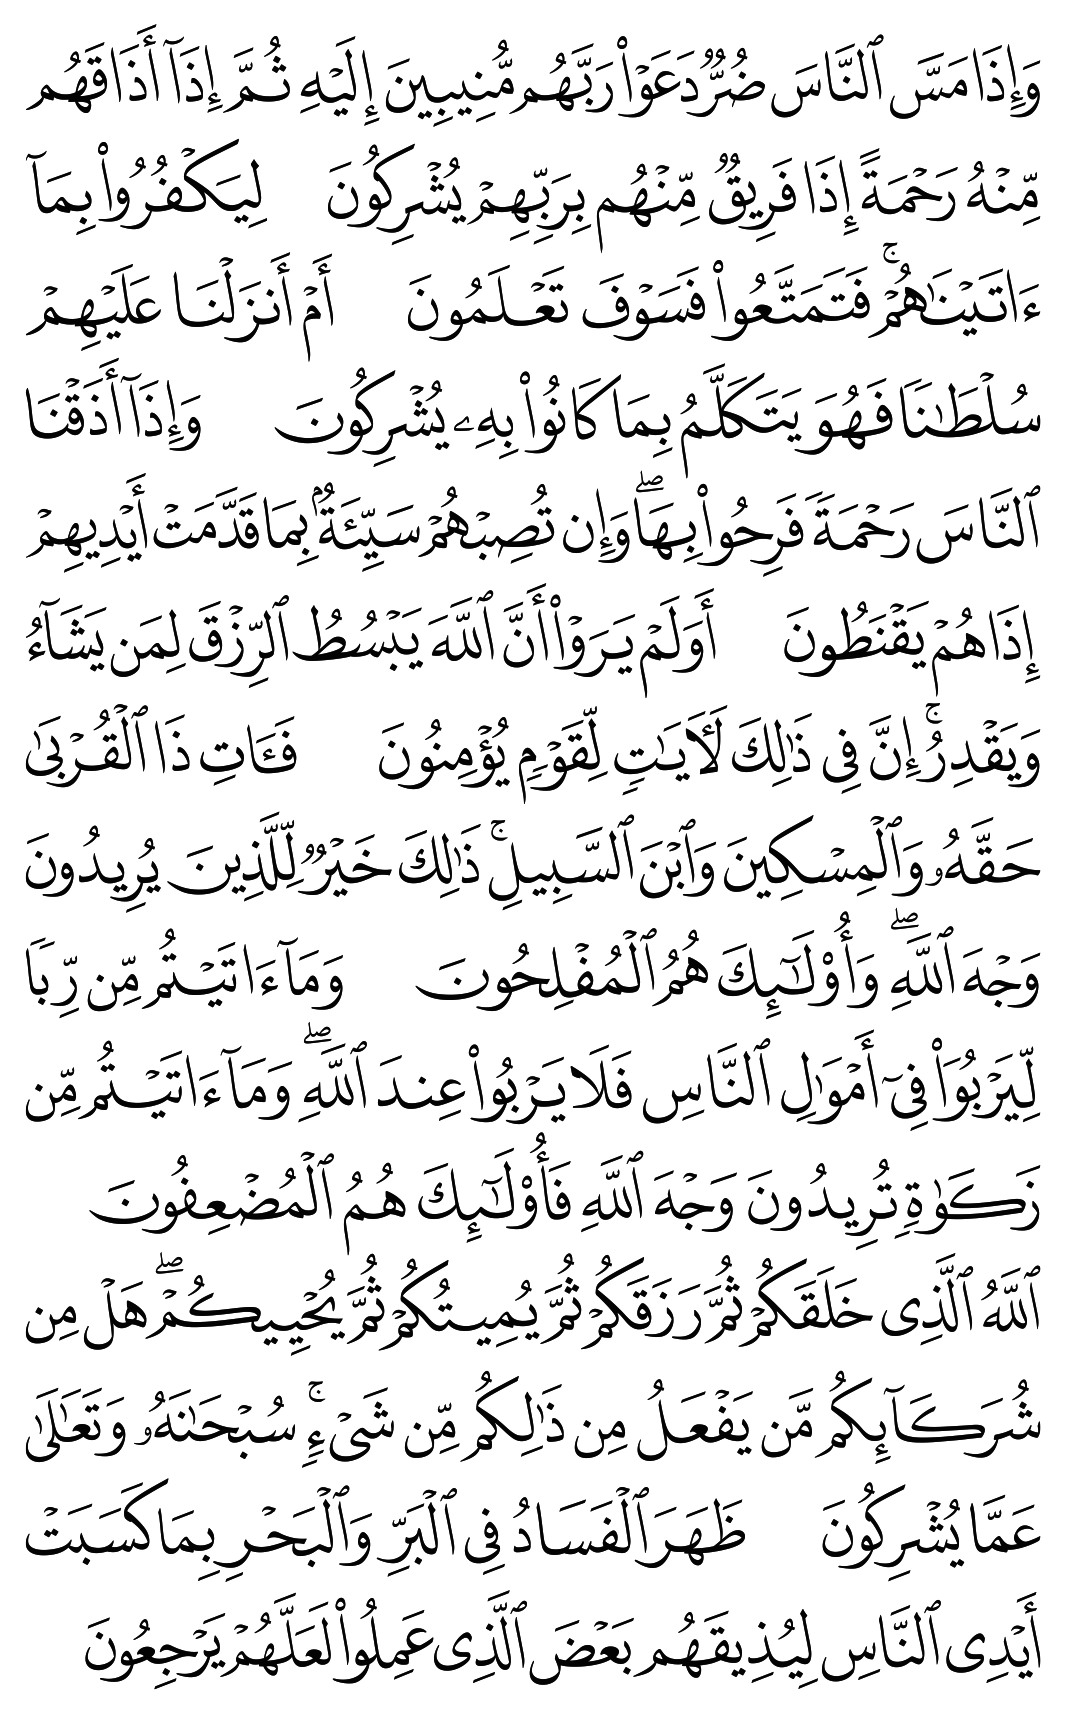 وَإِذَا مَسَّ ٱلنَّاسَ ضُرٌّ دَعَوْا۟ رَبَّهُم مُّنِيبِينَ إِلَيْهِ ثُمَّ إِذَآ أَذَاقَهُم
مِّنْهُ رَحْمَةً إِذَا فَرِيقٌ مِّنْهُم بِرَبِّهِمْ يُشْرِكُونَ لِيَكْفُرُوا۟ بِمَآ
ءَاتَيْنَٰهُمْ ۚ فَتَمَتَّعُوا۟ فَسَوْفَ تَعْلَمُونَ أَمْ أَنزَلْنَا عَلَيْهِمْ
سُلْطَٰنًا فَهُوَ يَتَكَلَّمُ بِمَا كَانُوا۟ بِهِۦ يُشْرِكُونَ وَإِذَآ أَذَقْنَا
ٱلنَّاسَ رَحْمَةً فَرِحُوا۟ بِهَا ۖ وَإِن تُصِبْهُمْ سَيِّئَةٌۢ بِمَا قَدَّمَتْ أَيْدِيهِمْ
إِذَا هُمْ يَقْنَطُونَ أَوَلَمْ يَرَوْا۟ أَنَّ ٱللَّهَ يَبْسُطُ ٱلرِّزْقَ لِمَن يَشَآءُ
وَيَقْدِرُ ۚ إِنَّ فِى ذَٰلِكَ لَءَايَٰتٍ لِّقَوْمٍ يُؤْمِنُونَ فَـَٔاتِ ذَا ٱلْقُرْبَىٰ
حَقَّهُۥ وَٱلْمِسْكِينَ وَٱبْنَ ٱلسَّبِيلِ ۚ ذَٰلِكَ خَيْرٌ لِّلَّذِينَ يُرِيدُونَ
وَجْهَ ٱللَّهِ ۖ وَأُو۟لَٰٓئِكَ هُمُ ٱلْمُفْلِحُونَ وَمَآ ءَاتَيْتُم مِّن رِّبًا
لِّيَرْبُوَا۟ فِىٓ أَمْوَٰلِ ٱلنَّاسِ فَلَا يَرْبُوا۟ عِندَ ٱللَّهِ ۖ وَمَآ ءَاتَيْتُم مِّن
زَكَوٰةٍ تُرِيدُونَ وَجْهَ ٱللَّهِ فَأُو۟لَٰٓئِكَ هُمُ ٱلْمُضْعِفُونَ
ٱللَّهُ ٱلَّذِى خَلَقَكُمْ ثُمَّ رَزَقَكُمْ ثُمَّ يُمِيتُكُمْ ثُمَّ يُحْيِيكُمْ ۖ هَلْ مِن
شُرَكَآئِكُم مَّن يَفْعَلُ مِن ذَٰلِكُم مِّن شَىْءٍ ۚ سُبْحَٰنَهُۥ وَتَعَٰلَىٰ
عَمَّا يُشْرِكُونَ ظَهَرَ ٱلْفَسَادُ فِى ٱلْبَرِّ وَٱلْبَحْرِ بِمَا كَسَبَتْ
أَيْدِى ٱلنَّاسِ لِيُذِيقَهُم بَعْضَ ٱلَّذِى عَمِلُوا۟ لَعَلَّهُمْ يَرْجِعُونَ